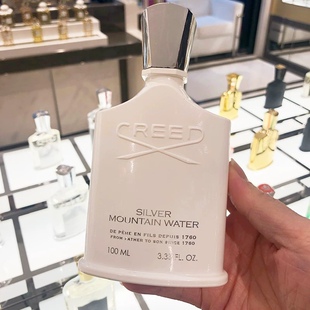 CREED
SILVER
MOUNTAIN WATER
DE PÈRE EN FILS DEPUIS 1760
FROM FATHER TO SON SINCE 1760
100 ML 3.33 FL. OZ.